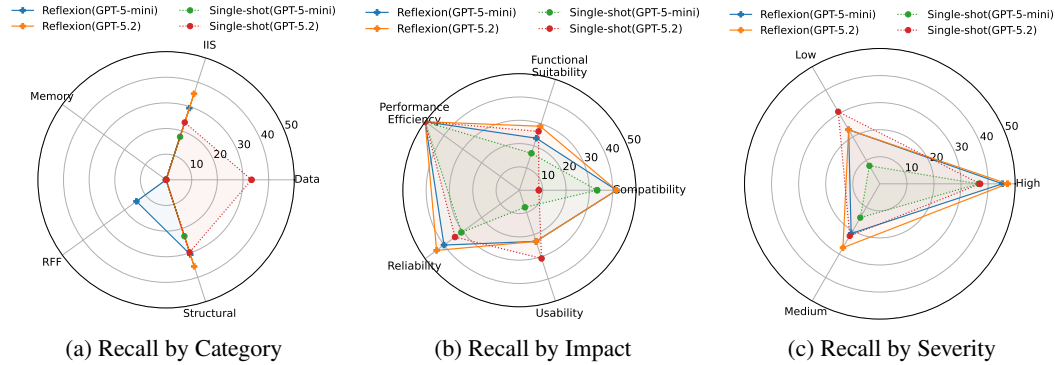 Reflexion(GPT-5-mini) Single-shot(GPT-5-mini)
Reflexion(GPT-5.2) Single-shot(GPT-5.2)
IIS
Memory
Data
RFF
Structural
10
20
30
40
50
(a) Recall by Category
Reflexion(GPT-5-mini) Single-shot(GPT-5-mini)
Reflexion(GPT-5.2) Single-shot(GPT-5.2)
Functional
Suitability
Performance
Efficiency
Compatibility
Reliability
Usability
10
20
30
40
50
(b) Recall by Impact
Reflexion(GPT-5-mini) Single-shot(GPT-5-mini)
Reflexion(GPT-5.2) Single-shot(GPT-5.2)
Low
High
Medium
10
20
30
40
50
(c) Recall by Severity